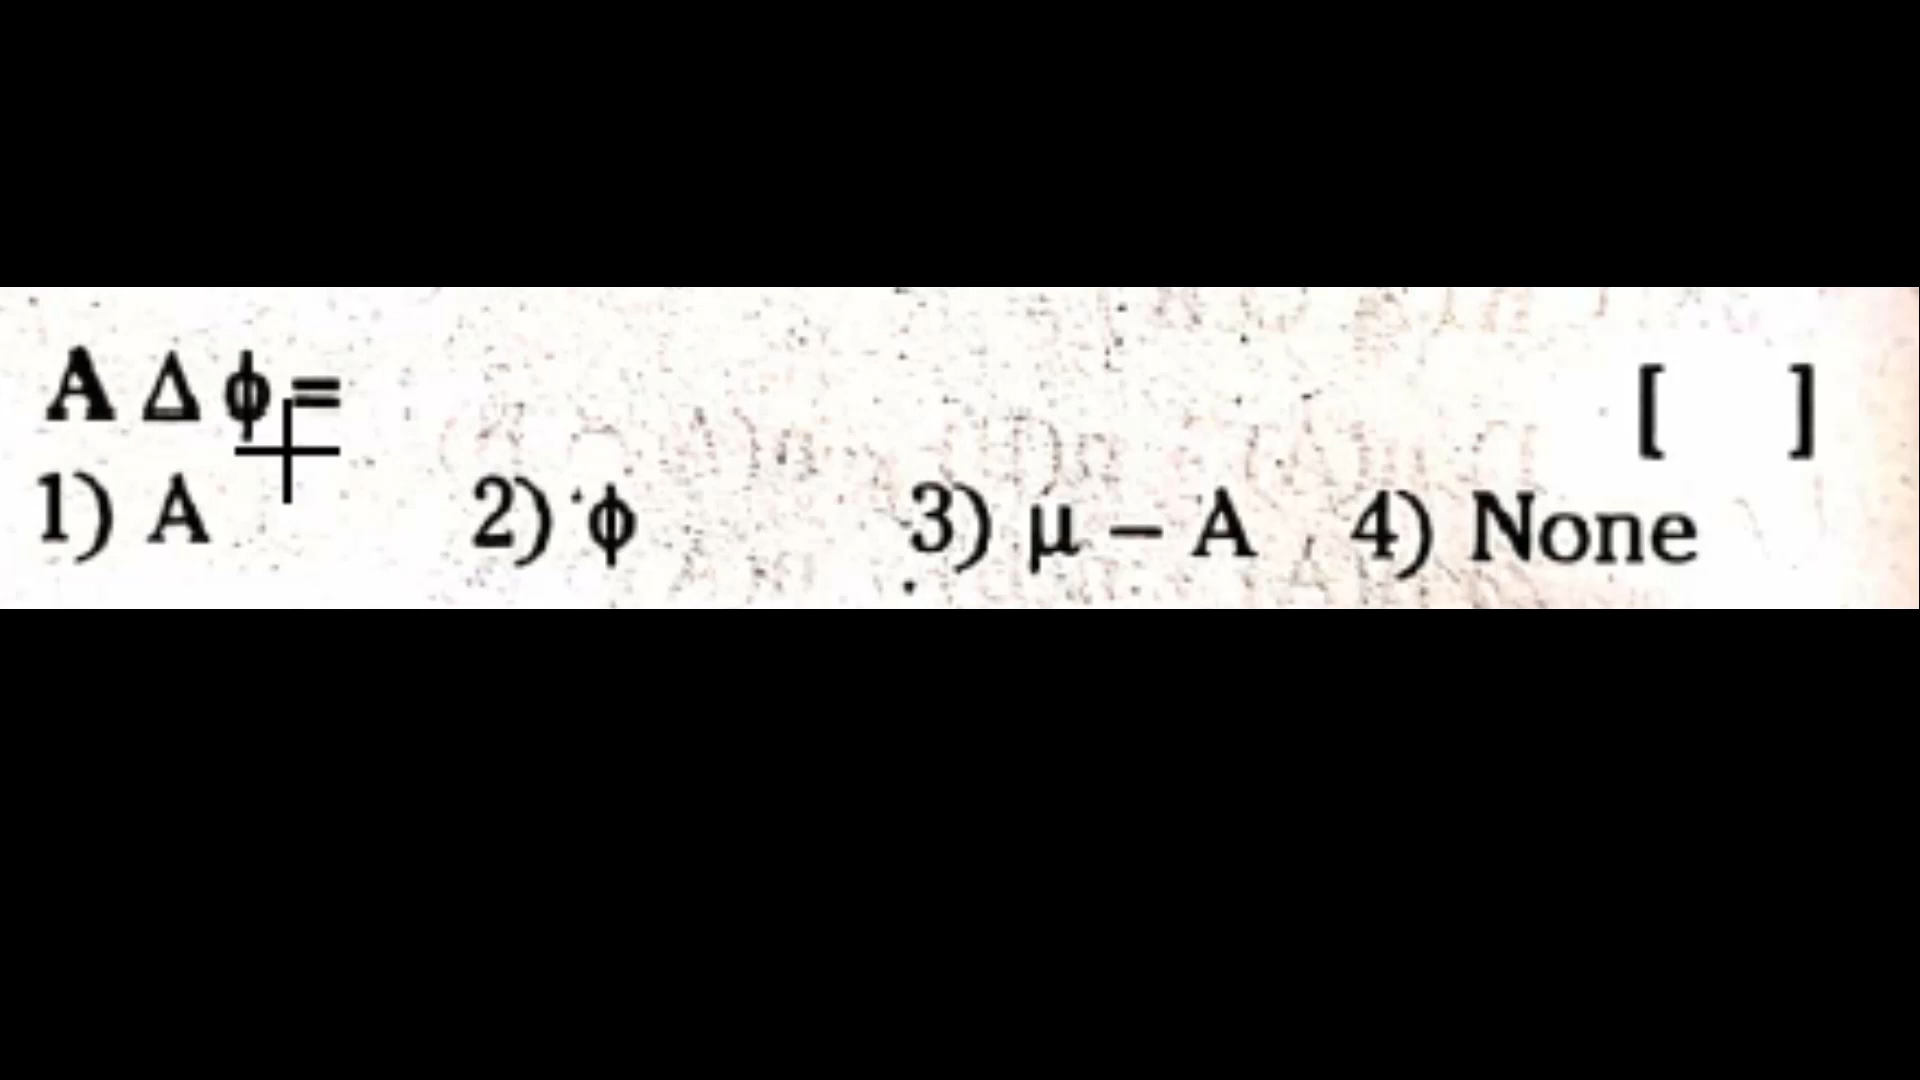 A Δ ϕ = [ ]
1) A 2) ϕ 3) μ – A 4) None